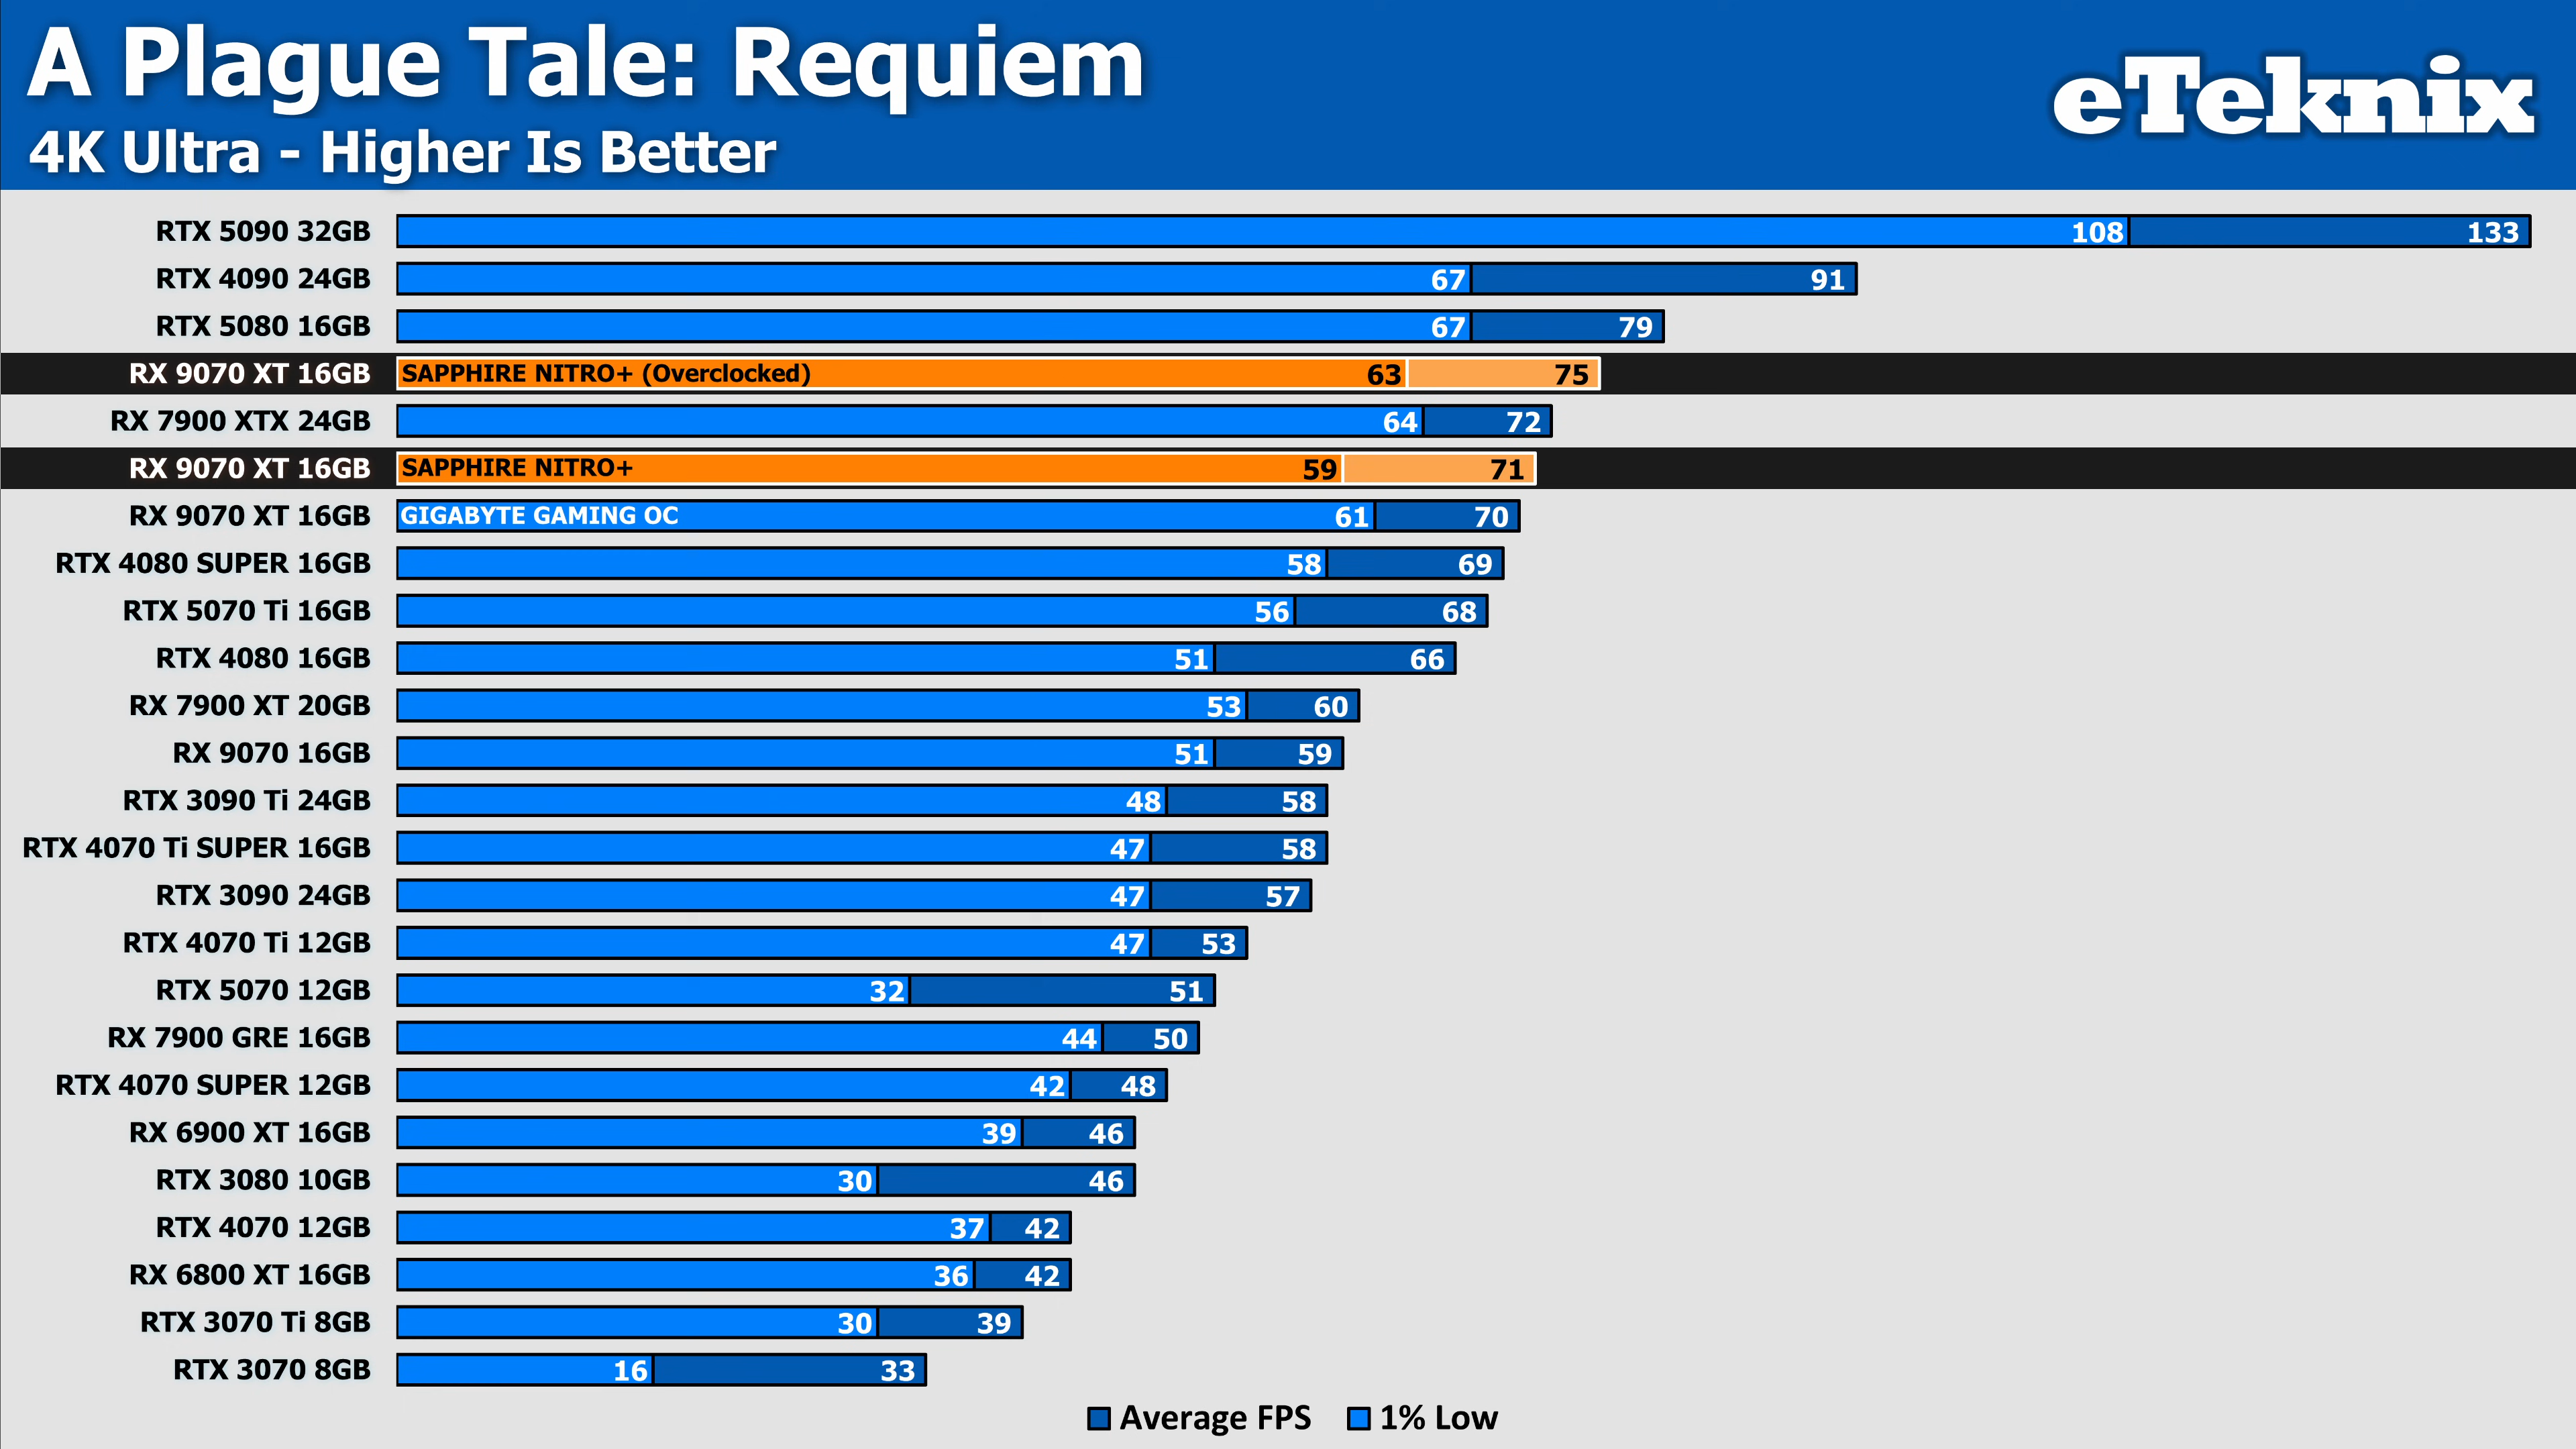 A Plague Tale: Requiem
4K Ultra - Higher Is Better
eTeknix
RTX 5090 32GB 108 133
RTX 4090 24GB 67 91
RTX 5080 16GB 67 79
RX 9070 XT 16GB SAPPHIRE NITRO+ (Overclocked) 63 75
RX 7900 XTX 24GB 64 72
RX 9070 XT 16GB SAPPHIRE NITRO+ 59 71
RX 9070 XT 16GB GIGABYTE GAMING OC 61 70
RTX 4080 SUPER 16GB 58 69
RTX 5070 Ti 16GB 56 68
RTX 4080 16GB 51 66
RX 7900 XT 20GB 53 60
RX 9070 16GB 51 59
RTX 3090 Ti 24GB 48 58
RTX 4070 Ti SUPER 16GB 47 58
RTX 3090 24GB 47 57
RTX 4070 Ti 12GB 47 53
RTX 5070 12GB 32 51
RX 7900 GRE 16GB 44 50
RTX 4070 SUPER 12GB 42 48
RX 6900 XT 16GB 39 46
RTX 3080 10GB 30 46
RTX 4070 12GB 37 42
RX 6800 XT 16GB 36 42
RTX 3070 Ti 8GB 30 39
RTX 3070 8GB 16 33
Average FPS 1% Low